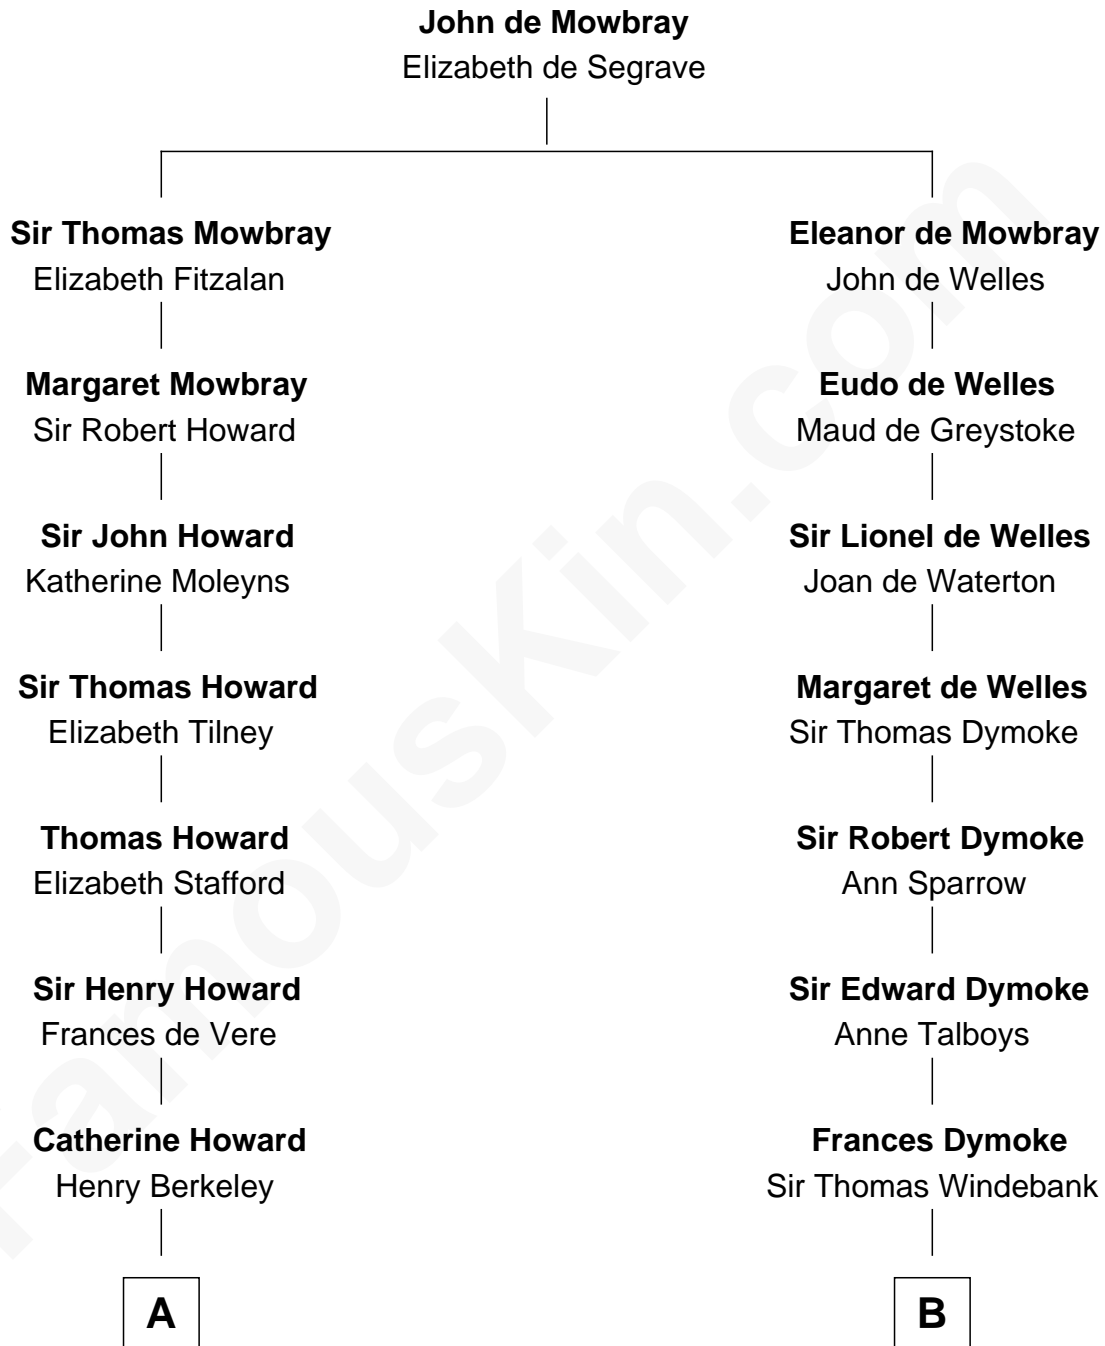 John de Mowbray
Elizabeth de Segrave
Sir Thomas Mowbray
Elizabeth Fitzalan
Eleanor de Mowbray
John de Welles
Margaret Mowbray
Sir Robert Howard
Eudo de Welles
Maud de Greystoke
Sir John Howard
Katherine Moleyns
Sir Lionel de Welles
Joan de Waterton
Sir Thomas Howard
Elizabeth Tilney
Margaret de Welles
Sir Thomas Dymoke
Thomas Howard
Elizabeth Stafford
Sir Robert Dymoke
Ann Sparrow
Sir Henry Howard
Frances de Vere
Sir Edward Dymoke
Anne Talboys
Catherine Howard
Henry Berkeley
Frances Dymoke
Sir Thomas Windebank
A
B
FamousKin.com